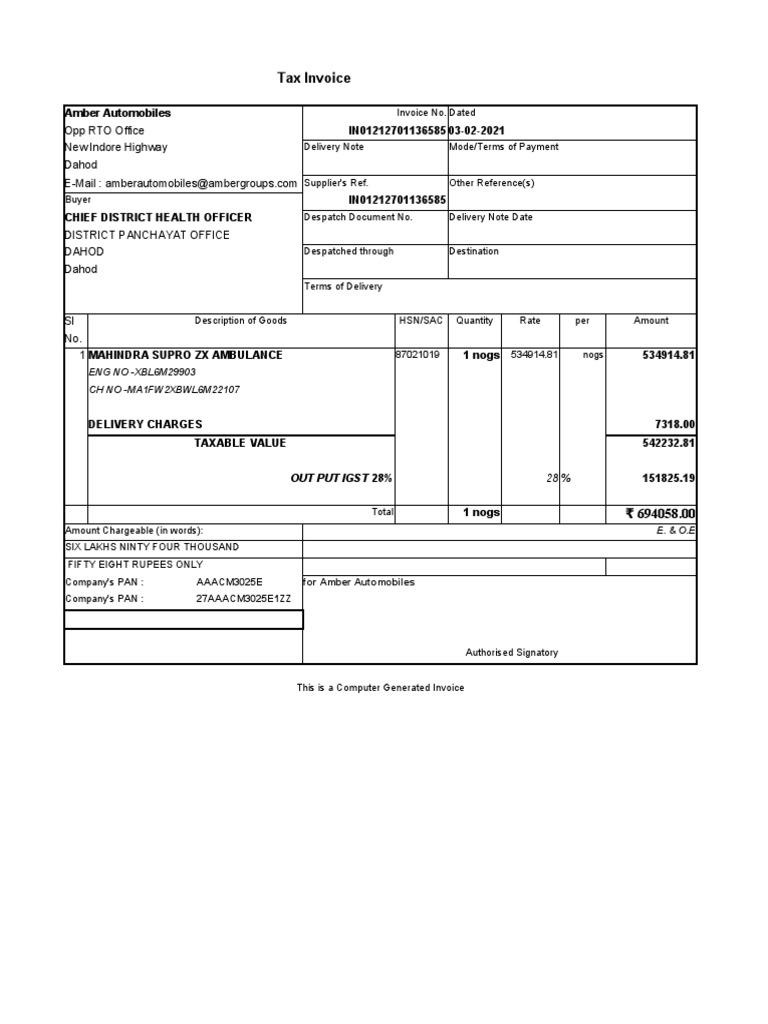 Tax Invoice
Amber Automobiles
Opp RTO Office
New Indore Highway
Dahod
E-Mail : amberautomobiles@ambergroups.com
Invoice No. Dated
IN01212701136585 03-02-2021
Delivery Note Mode/Terms of Payment
Supplier's Ref. Other Reference(s)
IN01212701136585
Buyer
CHIEF DISTRICT HEALTH OFFICER
DISTRICT PANCHAYAT OFFICE
DAHOD
Dahod
Despatch Document No. Delivery Note Date
Despatched through Destination
Terms of Delivery
Sl No. Description of Goods HSN/SAC Quantity Rate per Amount
1 MAHINDRA SUPRO ZX AMBULANCE 87021019 1 nogs 534914.81 nogs 534914.81
ENG NO -XBL6M29903
CH NO -MA1FW2XBWL6M22107
DELIVERY CHARGES 7318.00
TAXABLE VALUE 542232.81
OUT PUT IGST 28% 28 % 151825.19
Total 1 nogs ₹ 694058.00
Amount Chargeable (in words): E. & O.E
SIX LAKHS NINTY FOUR THOUSAND
FIFTY EIGHT RUPEES ONLY
Company's PAN : AAACM3025E for Amber Automobiles
Company's PAN : 27AAACM3025E1ZZ
Authorised Signatory
This is a Computer Generated Invoice